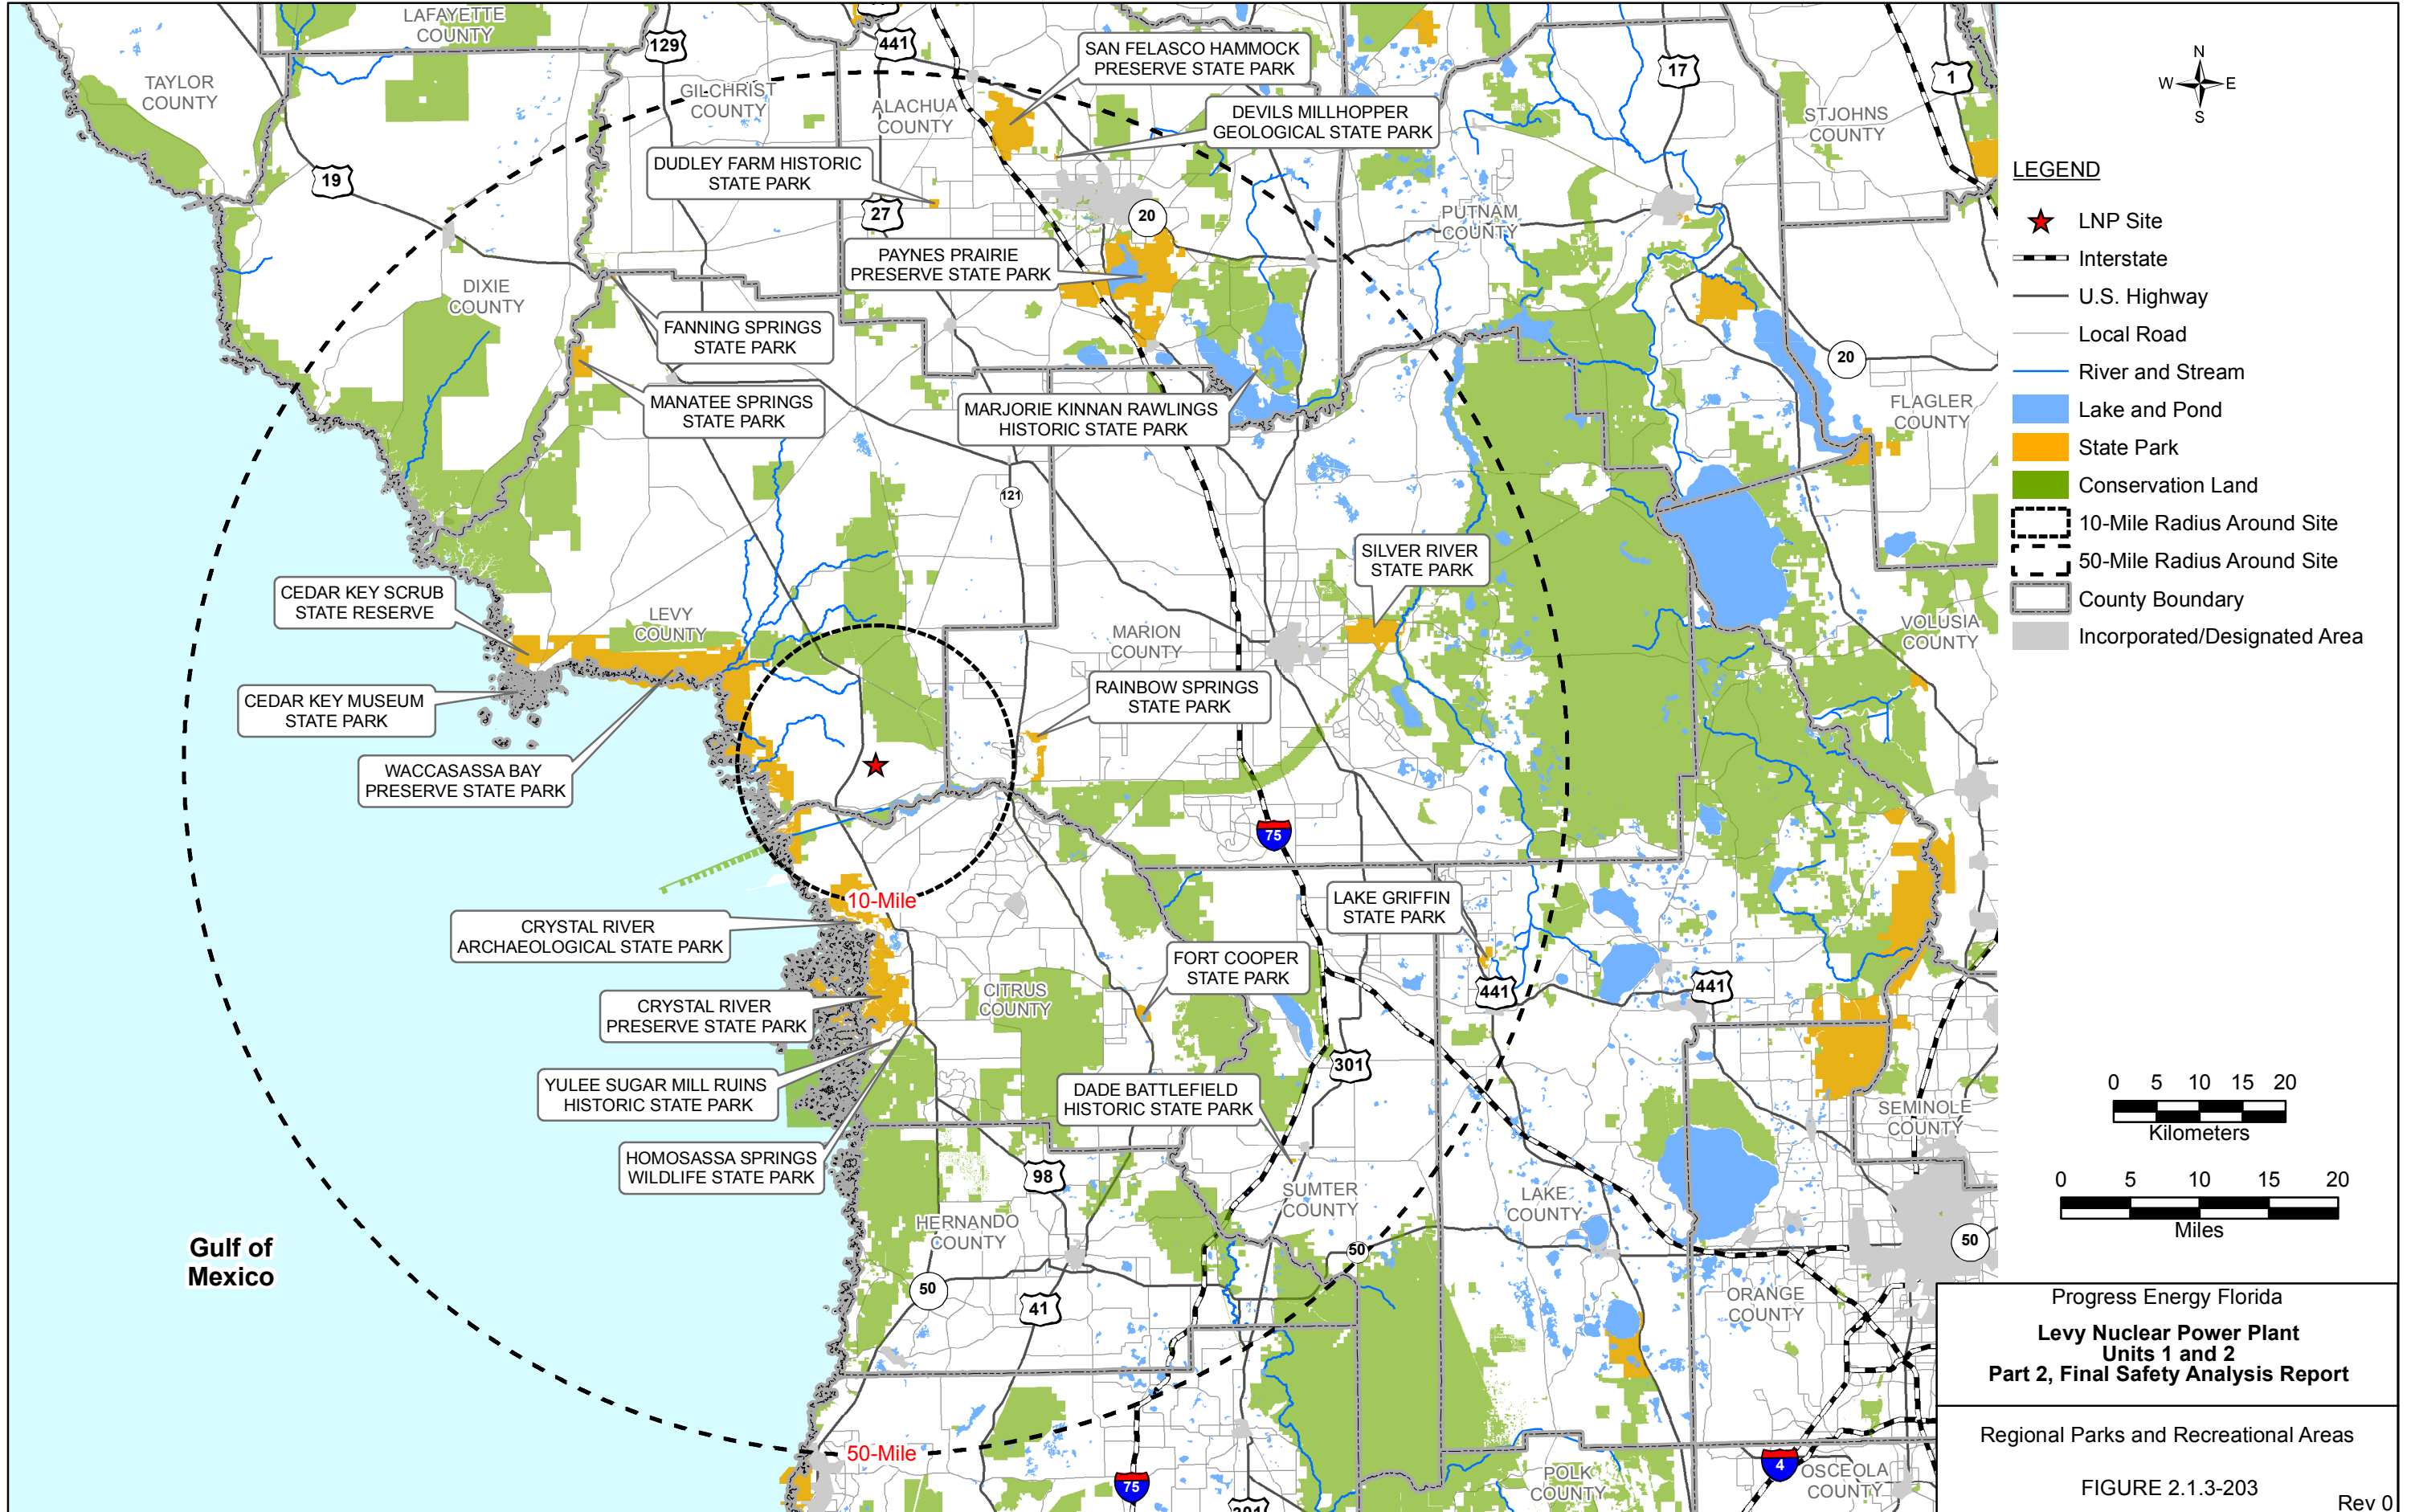 LAFAYETTE
COUNTY
TAYLOR
COUNTY
129
441
GILCHRIST
COUNTY
ALACHUA
COUNTY
SAN FELASCO HAMMOCK
PRESERVE STATE PARK
DEVILS MILLHOPPER
GEOLOGICAL STATE PARK
17
1
STJOHNS
COUNTY
19
DUDLEY FARM HISTORIC
STATE PARK
27
20
PUTNAM
COUNTY
PAYNES PRAIRIE
PRESERVE STATE PARK
DIXIE
COUNTY
FANNING SPRINGS
STATE PARK
MANATEE SPRINGS
STATE PARK
MARJORIE KINNAN RAWLINGS
HISTORIC STATE PARK
20
FLAGLER
COUNTY
121
SILVER RIVER
STATE PARK
CEDAR KEY SCRUB
STATE RESERVE
LEVY
COUNTY
MARION
COUNTY
VOLUSIA
COUNTY
CEDAR KEY MUSEUM
STATE PARK
RAINBOW SPRINGS
STATE PARK
WACCASASSA BAY
PRESERVE STATE PARK
75
10-Mile
LAKE GRIFFIN
STATE PARK
CRYSTAL RIVER
ARCHAEOLOGICAL STATE PARK
FORT COOPER
STATE PARK
CITRUS
COUNTY
441
441
CRYSTAL RIVER
PRESERVE STATE PARK
301
YULEE SUGAR MILL RUINS
HISTORIC STATE PARK
DADE BATTLEFIELD
HISTORIC STATE PARK
SEMINOLE
COUNTY
HOMOSASSA SPRINGS
WILDLIFE STATE PARK
98
SUMTER
COUNTY
LAKE
COUNTY
HERNANDO
COUNTY
Gulf of
Mexico
50
50
50
41
ORANGE
COUNTY
50-Mile
75
301
POLK
COUNTY
4
OSCEOLA
COUNTY
N
W E
S
LEGEND
LNP Site
Interstate
U.S. Highway
Local Road
River and Stream
Lake and Pond
State Park
Conservation Land
10-Mile Radius Around Site
50-Mile Radius Around Site
County Boundary
Incorporated/Designated Area
0 5 10 15 20
Kilometers
0 5 10 15 20
Miles
Progress Energy Florida
Levy Nuclear Power Plant
Units 1 and 2
Part 2, Final Safety Analysis Report
Regional Parks and Recreational Areas
FIGURE 2.1.3-203
Rev 0